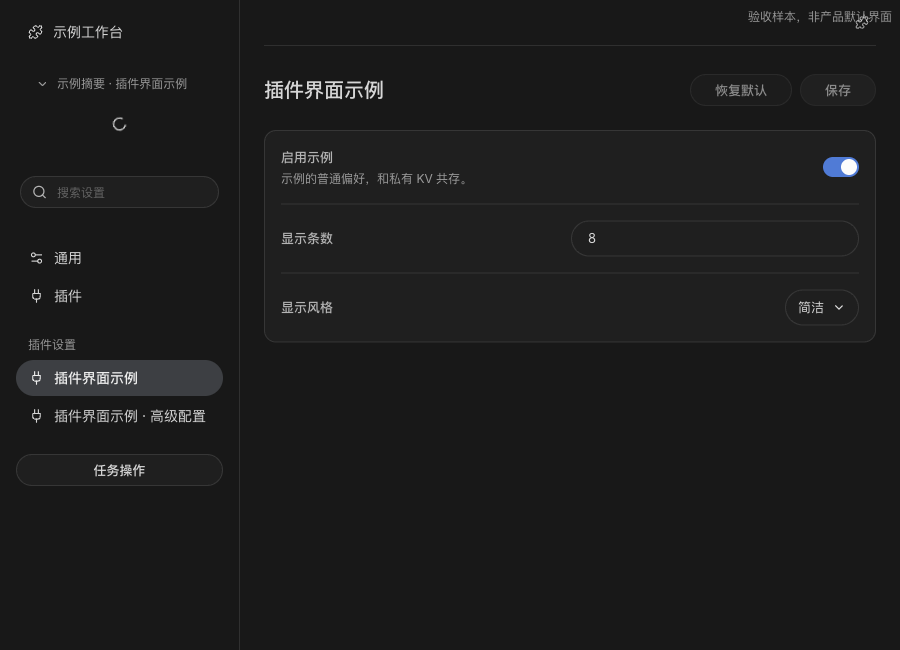 示例工作台
验收样本，非产品默认界面
示例摘要 · 插件界面示例
搜索设置
通用
插件
插件设置
插件界面示例
插件界面示例 · 高级配置
任务操作
插件界面示例
恢复默认
保存
启用示例
示例的普通偏好，和私有 KV 共存。
显示条数
8
显示风格
简洁